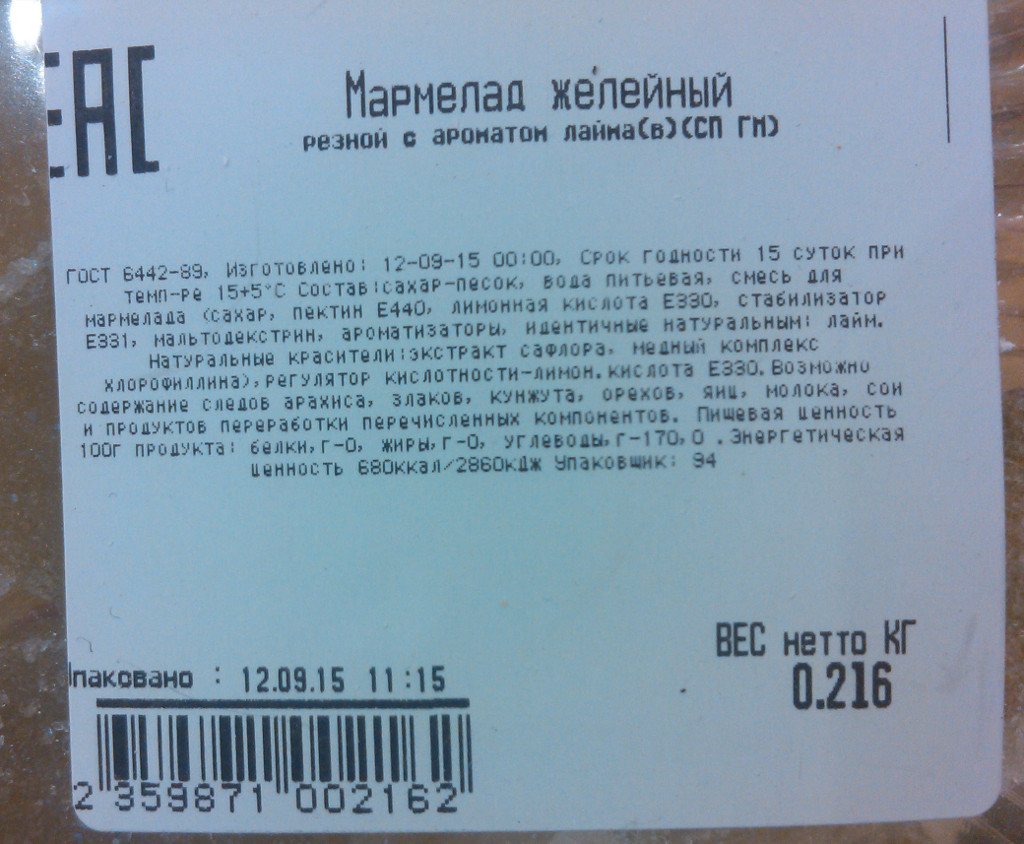 EAC
Мармелад желейный
резной с ароматом лайма(в)(СП ГМ)
ГОСТ 6442-89, Изготовлено: 12-09-15 00:00, Срок годности 15 суток при
темп-ре 15+5°С Состав:сахар-песок, вода питьевая, смесь для
мармелада (сахар, пектин Е440, лимонная кислота Е330, стабилизатор
Е331, мальтодекстрин, ароматизаторы, идентичные натуральным: лайм.
Натуральные красители:экстракт сафлора, медный комплекс
хлорофиллина),регулятор кислотности-лимон.кислота Е330.Возможно
содержание следов арахиса, злаков, кунжута, орехов, яиц, молока, сои
и продуктов переработки перечисленных компонентов. Пищевая ценность
100г продукта: белки,г-0, жиры,г-0, углеводы,г-170,0 .Энергетическая
ценность 680ккал/2860кДж Упаковщик: 94
ВЕС нетто КГ
0.216
паковано : 12.09.15 11:15
2 359871 002162